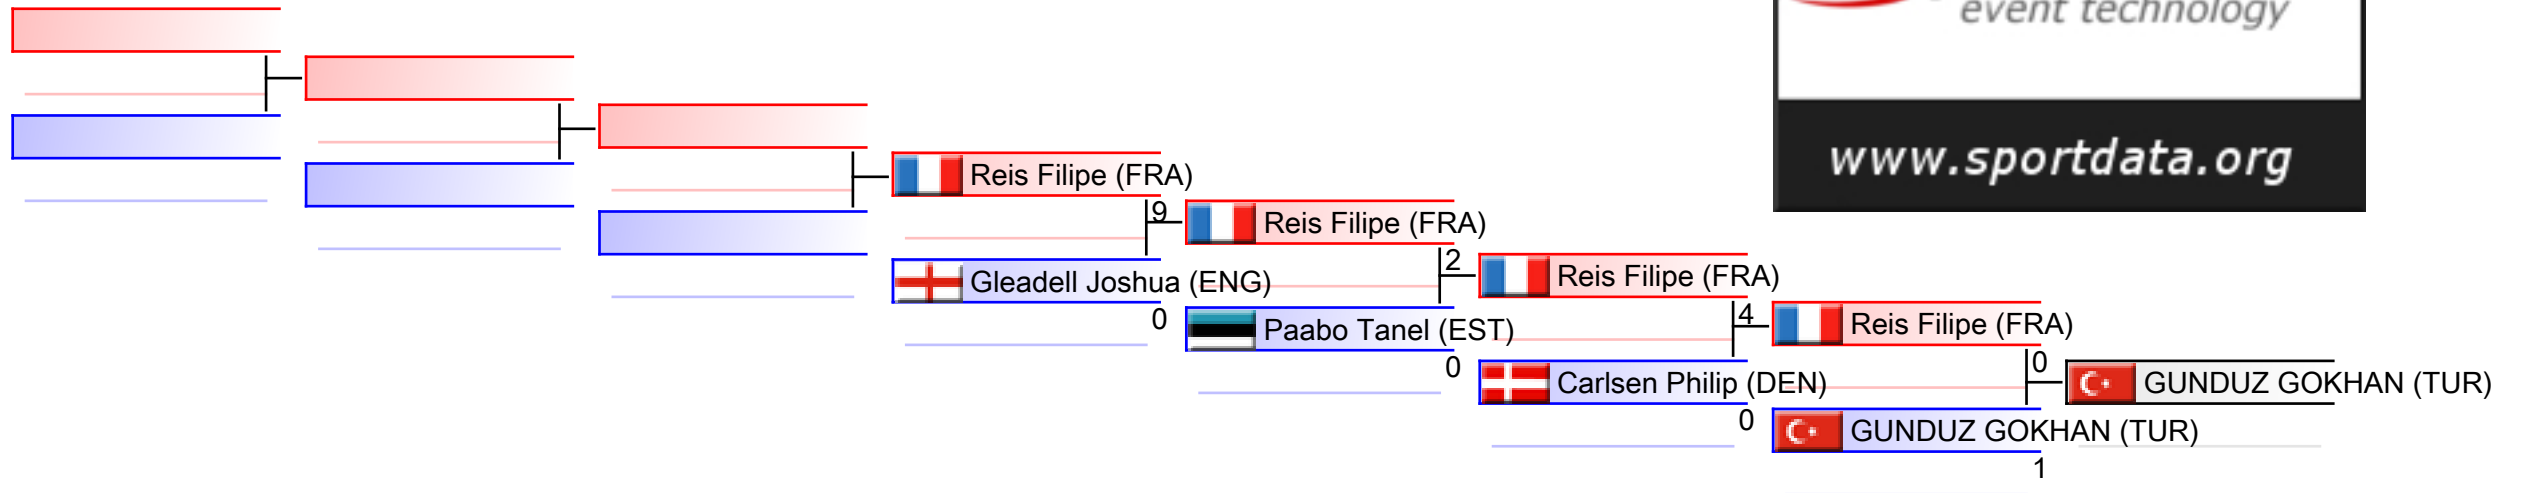 event technology
www.sportdata.org
Reis Filipe (FRA)
9
Reis Filipe (FRA)
Gleadell Joshua (ENG)
2
Reis Filipe (FRA)
0
Paabo Tanel (EST)
4
Reis Filipe (FRA)
0
Carlsen Philip (DEN)
0
GUNDUZ GOKHAN (TUR)
0
GUNDUZ GOKHAN (TUR)
1